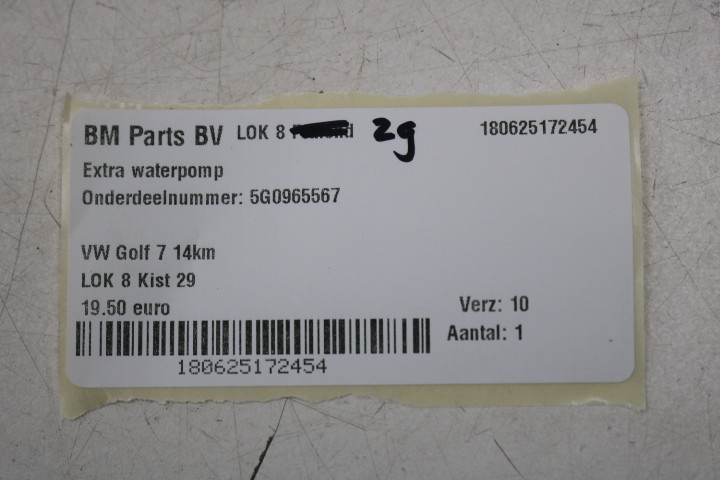 BM Parts BV LOK 8 2g 180625172454
Extra waterpomp
Onderdeelnummer: 5G0965567
VW Golf 7 14km
LOK 8 Kist 29
19.50 euro Verz: 10
Aantal: 1
180625172454